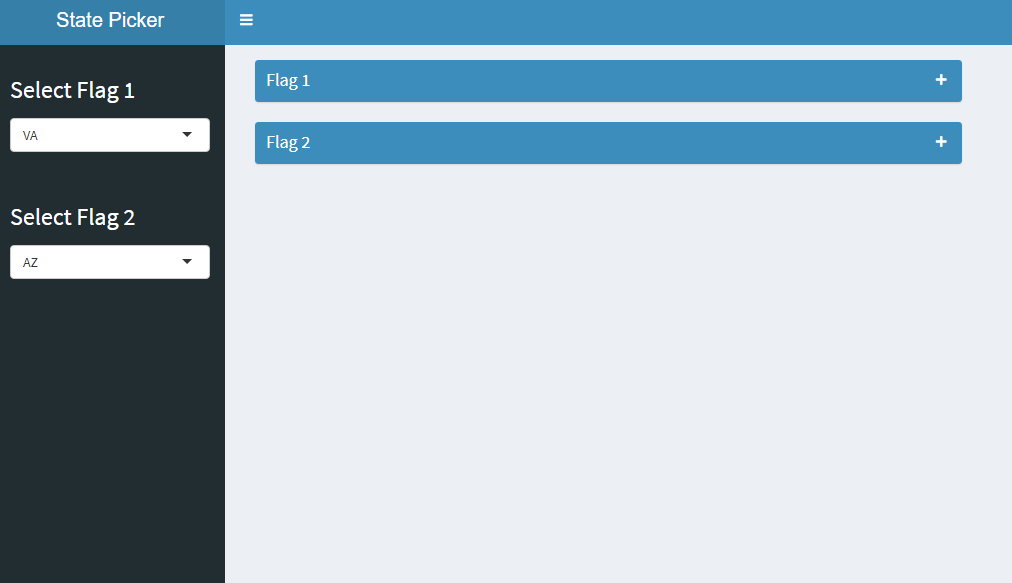 State Picker
Select Flag 1
VA
Select Flag 2
AZ
Flag 1
Flag 2